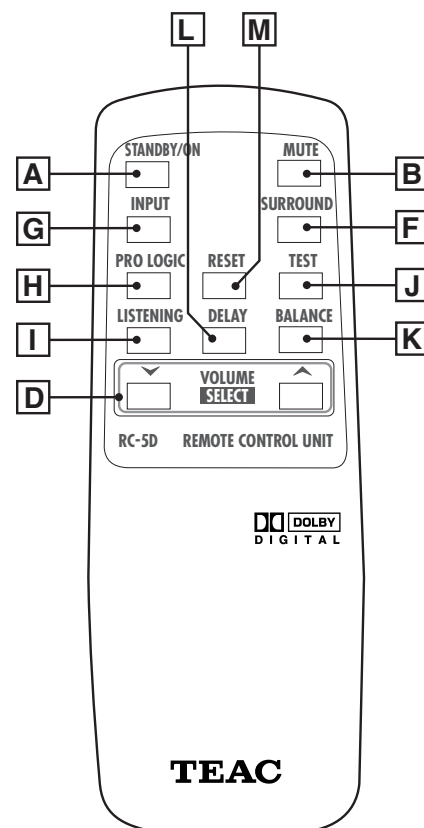 L M
STANDBY/ON MUTE
A B
INPUT SURROUND
G F
PRO LOGIC RESET TEST
H J
LISTENING DELAY BALANCE
I K
VOLUME
D SELECT
RC-5D REMOTE CONTROL UNIT
DOLBY
DIGITAL
TEAC